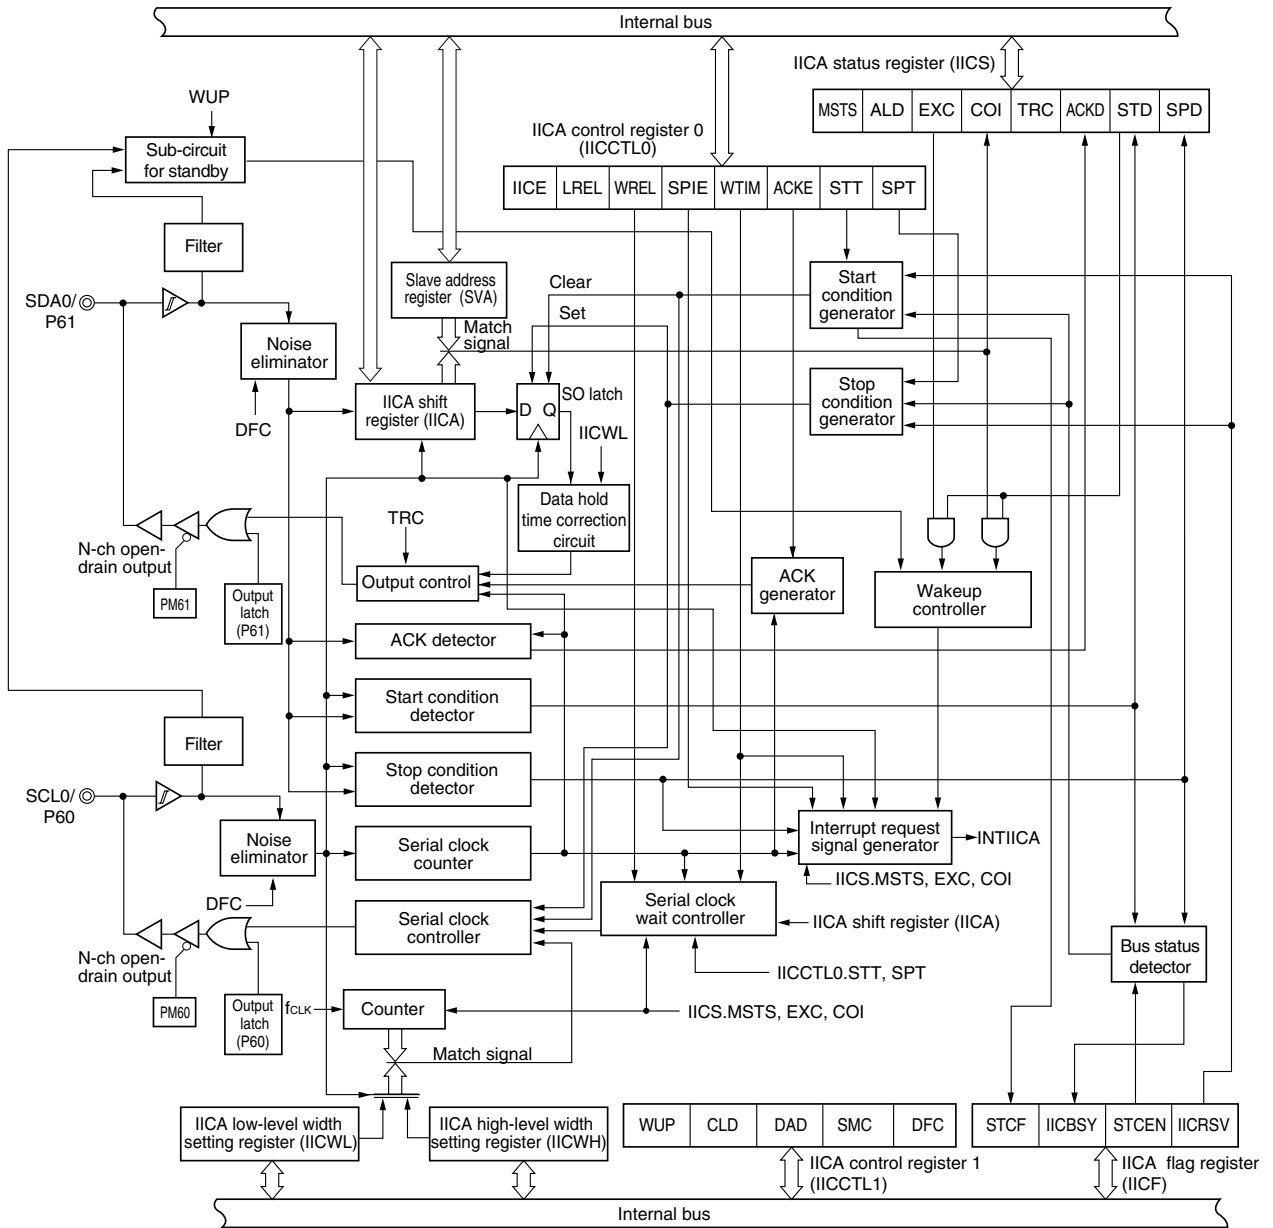 Internal bus
IICA status register (IICS)
MSTS ALD EXC COI TRC ACKD STD SPD
WUP
Sub-circuit
for standby
IICA control register 0
(IICCTL0)
IICE LREL WREL SPIE WTIM ACKE STT SPT
Filter
SDA0/
P61
Slave address
register (SVA)
Clear
Set
Start
condition
generator
Match
signal
Noise
eliminator
DFC
IICA shift
register (IICA)
D Q
SO latch
IICWL
Stop
condition
generator
Data hold
time correction
circuit
TRC
N-ch open-
drain output
PM61
Output
latch
(P61)
Output control
ACK
generator
Wakeup
controller
ACK detector
Start condition
detector
Filter
Stop condition
detector
SCL0/
P60
Noise
eliminator
DFC
Serial clock
counter
Interrupt request
signal generator
INTIICA
IICS.MSTS, EXC, COI
Serial clock
wait controller
IICA shift register (IICA)
Serial clock
controller
IICCTL0.STT, SPT
Bus status
detector
N-ch open-
drain output
PM60
Output
latch
(P60)
fCLK
Counter
IICS.MSTS, EXC, COI
Match signal
IICA low-level width
setting register (IICWL)
IICA high-level width
setting register (IICWH)
WUP CLD DAD SMC DFC
STCF IICBSY STCEN IICRSV
IICA control register 1
(IICCTL1)
IICA flag register
(IICF)
Internal bus